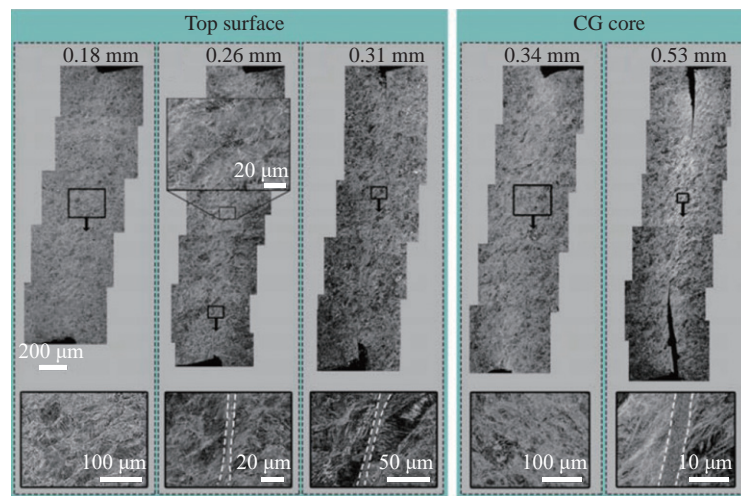 Top surface
CG core
0.18 mm
0.26 mm
0.31 mm
0.34 mm
0.53 mm
20 μm
200 μm
100 μm
20 μm
50 μm
100 μm
10 μm